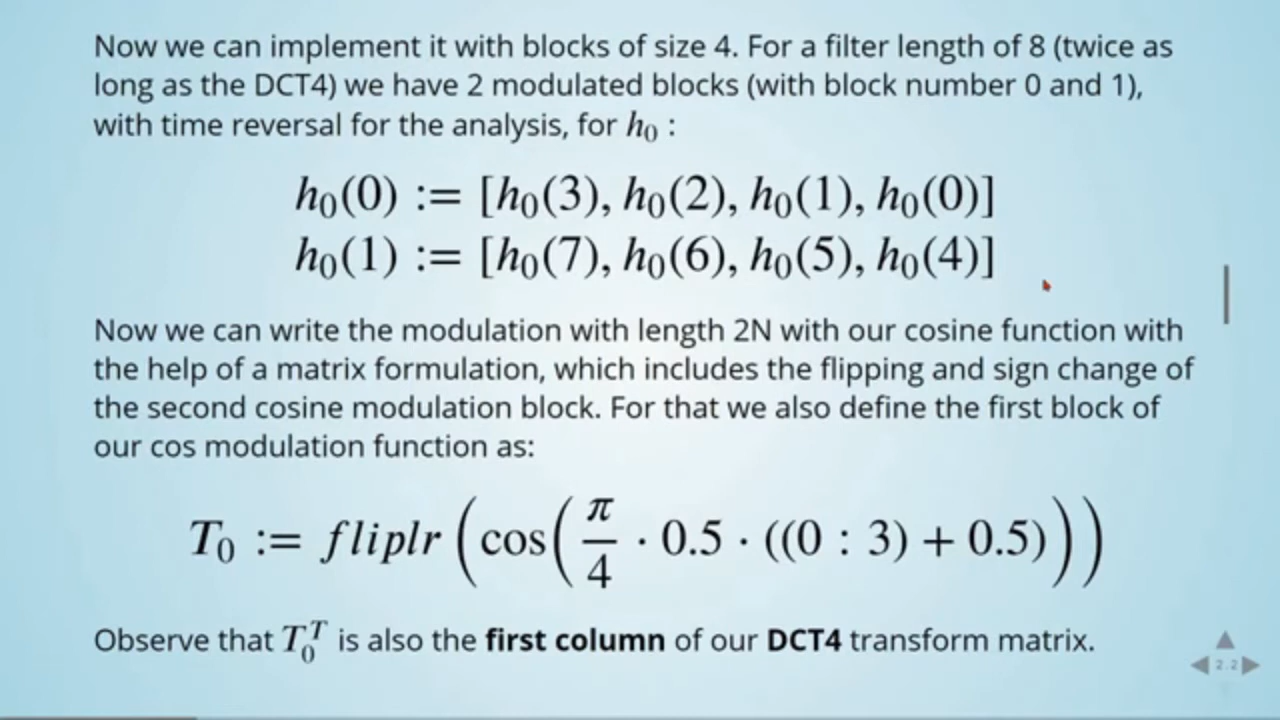 Now we can implement it with blocks of size 4. For a filter length of 8 (twice as
long as the DCT4) we have 2 modulated blocks (with block number 0 and 1),
with time reversal for the analysis, for h₀ :
h₀(0) := [h₀(3), h₀(2), h₀(1), h₀(0)]
h₀(1) := [h₀(7), h₀(6), h₀(5), h₀(4)]
Now we can write the modulation with length 2N with our cosine function with
the help of a matrix formulation, which includes the flipping and sign change of
the second cosine modulation block. For that we also define the first block of
our cos modulation function as:
T₀ := fliplr (cos(π/4 · 0.5 · ((0 : 3) + 0.5)))
Observe that T₀ᵀ is also the first column of our DCT4 transform matrix.
2.2